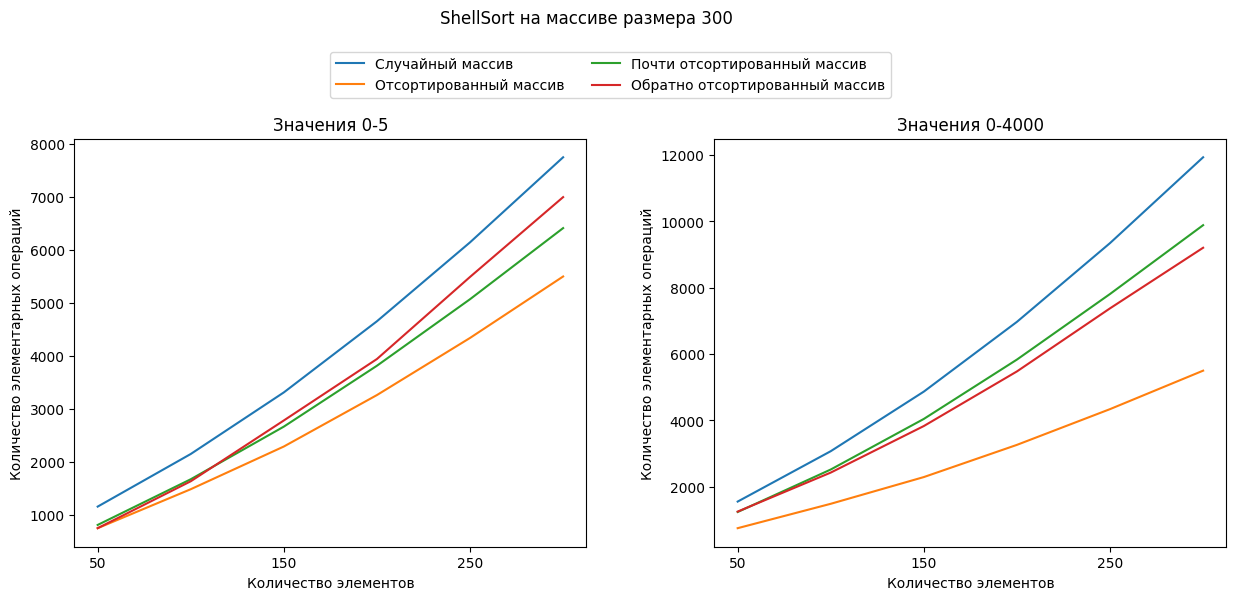 ShellSort на массиве размера 300
Случайный массив
Отсортированный массив
Почти отсортированный массив
Обратно отсортированный массив
Значения 0-5
8000
7000
6000
5000
4000
3000
2000
1000
Количество элементарных операций
50
150
250
Количество элементов
Значения 0-4000
12000
10000
8000
6000
4000
2000
Количество элементарных операций
50
150
250
Количество элементов